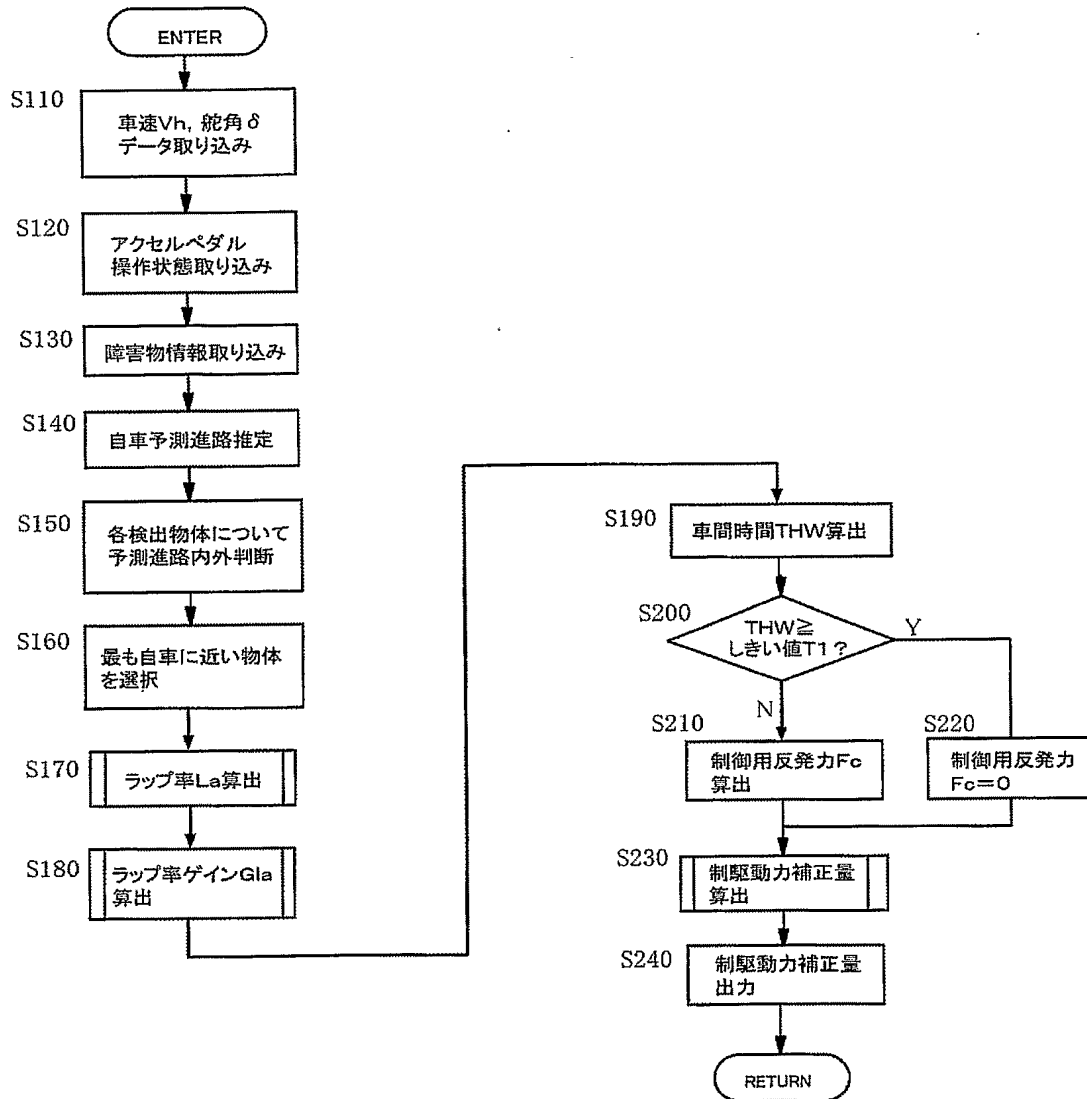 ENTER
S110
車速Vh, 舵角δ
データ取り込み
S120
アクセルペダル
操作状態取り込み
S130
障害物情報取り込み
S140
自車予測進路推定
S150
各検出物体について
予測進路内外判断
S160
最も自車に近い物体
を選択
S170
ラップ率La算出
S180
ラップ率ゲインGla
算出
S190
車間時間THW算出
S200
THW≧
しきい値T1?
Y
N
S210
制御用反発力Fc
算出
S220
制御用反発力
Fc=0
S230
制駆動力補正量
算出
S240
制駆動力補正量
出力
RETURN